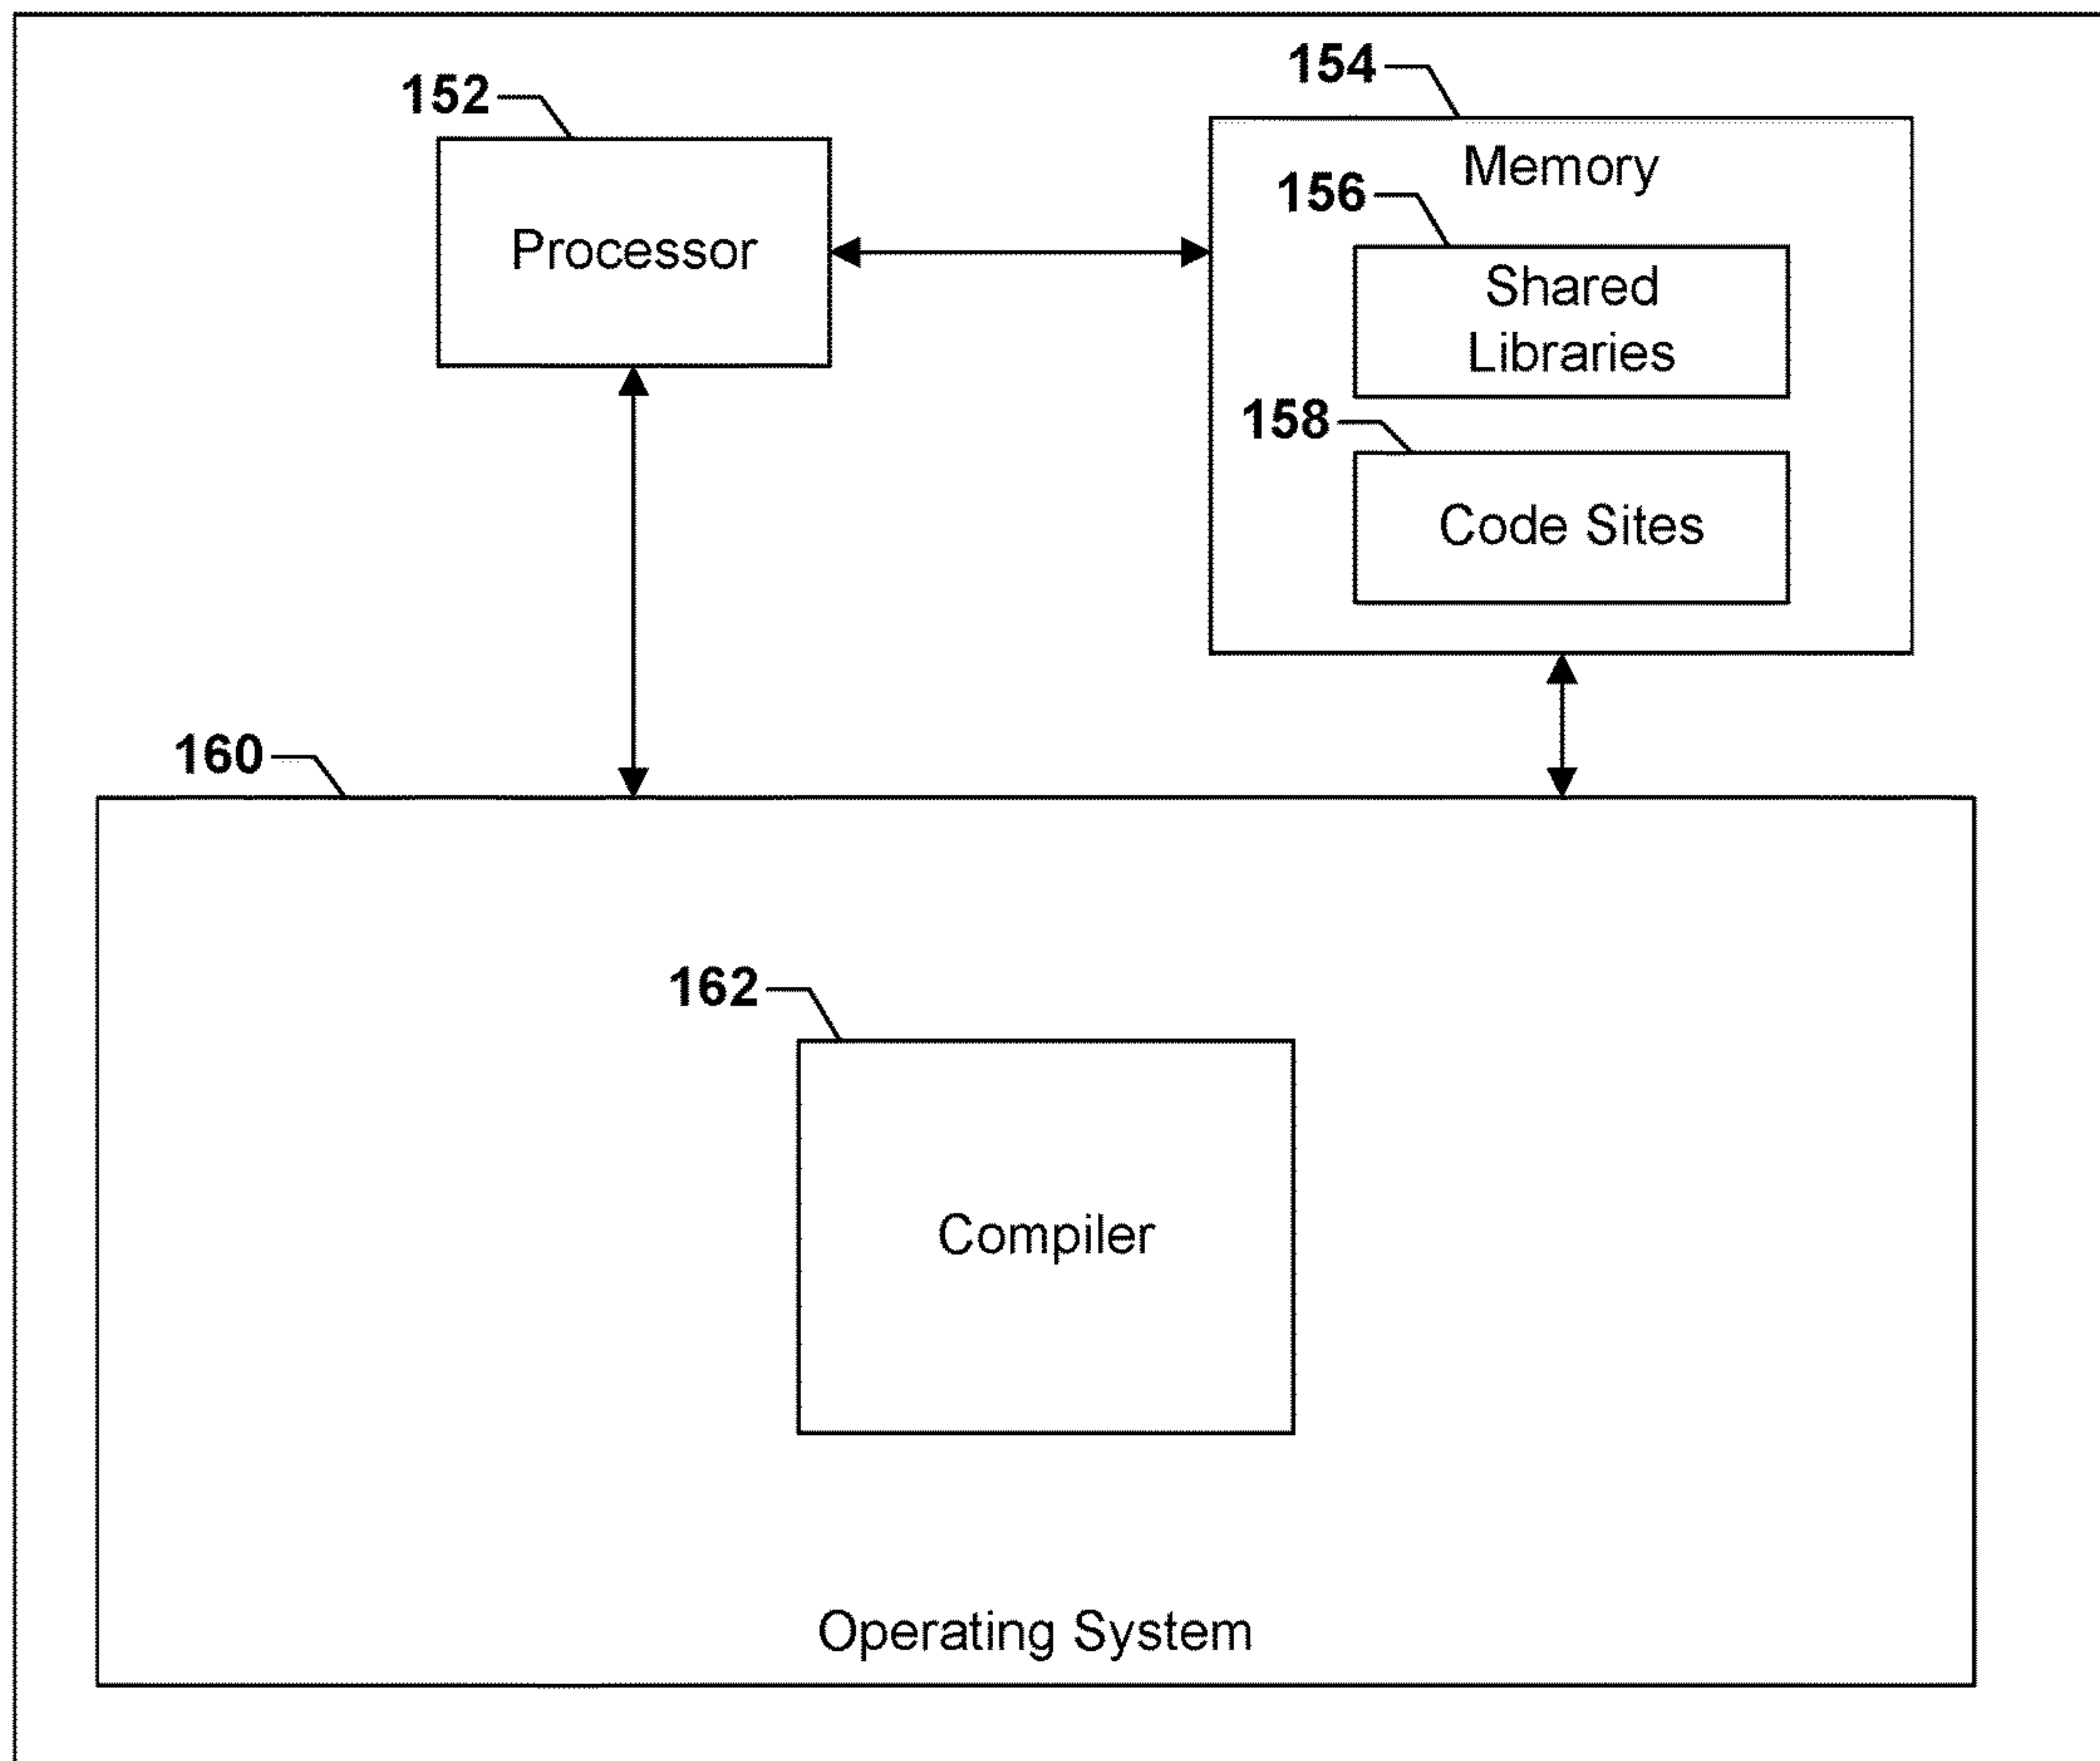 152
Processor
154
Memory
156
Shared
Libraries
158
Code Sites
160
162
Compiler
Operating System